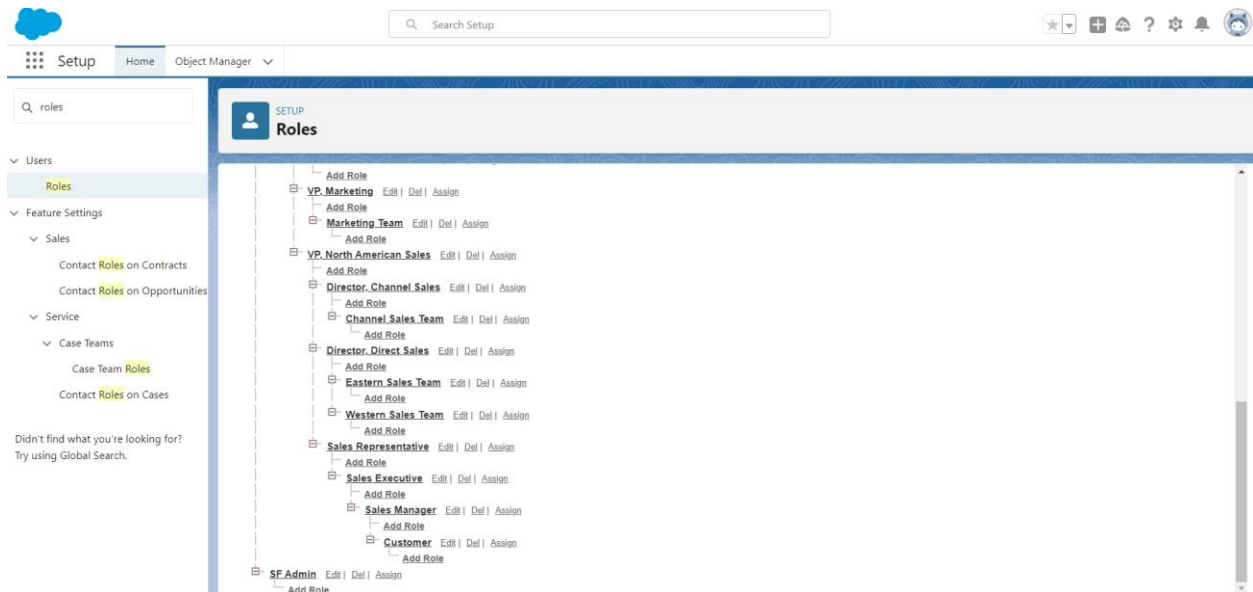 Search Setup
Setup
Home
Object Manager
roles
Users
Roles
Feature Settings
Sales
Contact Roles on Contracts
Contact Roles on Opportunities
Service
Case Teams
Case Team Roles
Contact Roles on Cases
Didn't find what you're looking for?
Try using Global Search.
SETUP
Roles
Add Role
VP, Marketing Edit | Del | Assign
Add Role
Marketing Team Edit | Del | Assign
Add Role
VP, North American Sales Edit | Del | Assign
Add Role
Director, Channel Sales Edit | Del | Assign
Add Role
Channel Sales Team Edit | Del | Assign
Add Role
Director, Direct Sales Edit | Del | Assign
Add Role
Eastern Sales Team Edit | Del | Assign
Add Role
Western Sales Team Edit | Del | Assign
Add Role
Sales Representative Edit | Del | Assign
Add Role
Sales Executive Edit | Del | Assign
Add Role
Sales Manager Edit | Del | Assign
Add Role
Customer Edit | Del | Assign
Add Role
SF Admin Edit | Del | Assign
Add Role